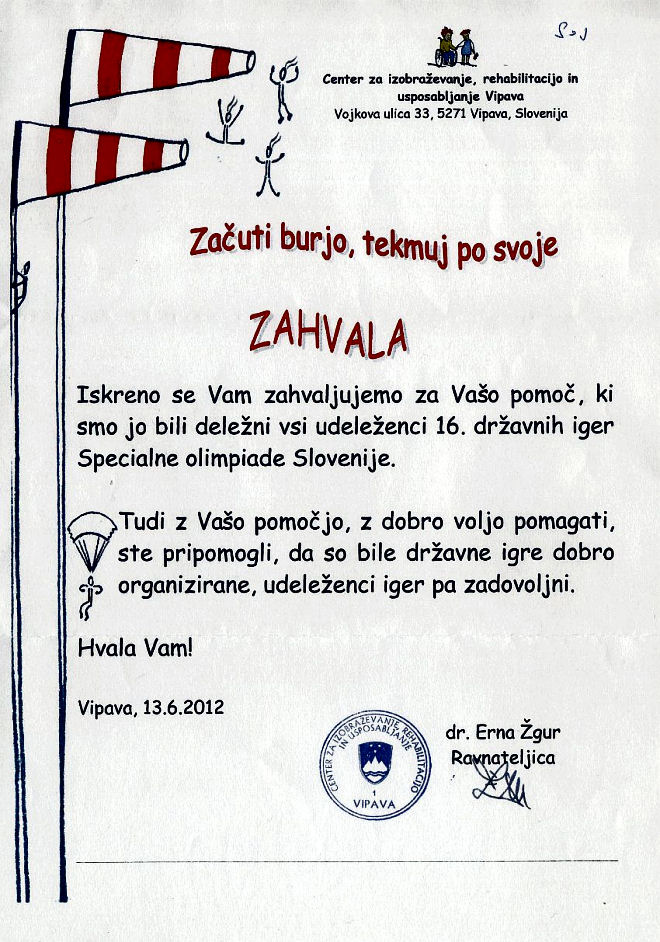 Center za izobraževanje, rehabilitacijo in
usposabljanje Vipava
Vojkova ulica 33, 5271 Vipava, Slovenija
Začuti burjo, tekmuj po svoje
ZAHVALA
Iskreno se Vam zahvaljujemo za Vašo pomoč, ki
smo jo bili deležni vsi udeleženci 16. državnih iger
Specialne olimpiade Slovenije.
Tudi z Vašo pomočjo, z dobro voljo pomagati,
ste pripomogli, da so bile državne igre dobro
organizirane, udeleženci iger pa zadovoljni.
Hvala Vam!
Vipava, 13.6.2012
CENTER ZA IZOBRAŽEVANJE, REHABILITACIJO
IN USPOSABLJANJE
1
VIPAVA
dr. Erna Žgur
Ravnateljica